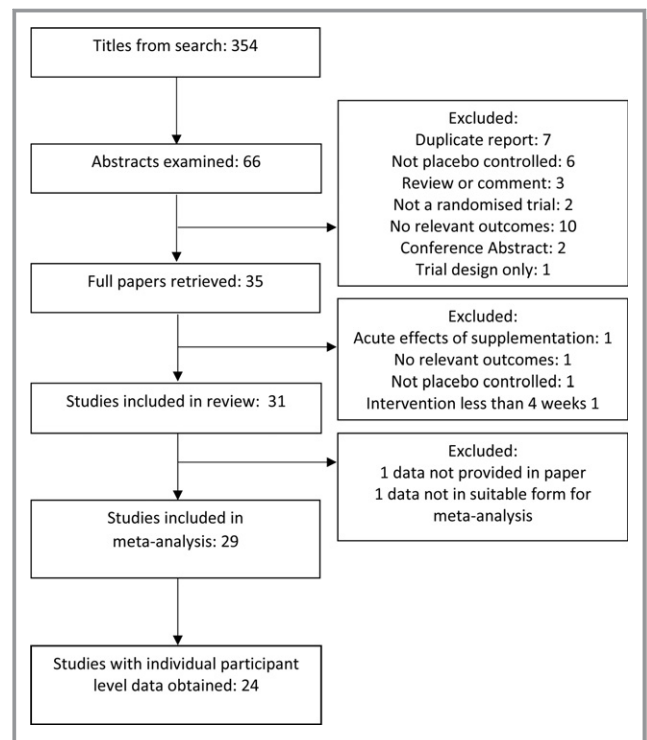 Titles from search: 354
Abstracts examined: 66
Excluded:
Duplicate report: 7
Not placebo controlled: 6
Review or comment: 3
Not a randomised trial: 2
No relevant outcomes: 10
Conference Abstract: 2
Trial design only: 1
Full papers retrieved: 35
Excluded:
Acute effects of supplementation: 1
No relevant outcomes: 1
Not placebo controlled: 1
Intervention less than 4 weeks 1
Studies included in review: 31
Excluded:
1 data not provided in paper
1 data not in suitable form for
meta-analysis
Studies included in
meta-analysis: 29
Studies with individual participant
level data obtained: 24